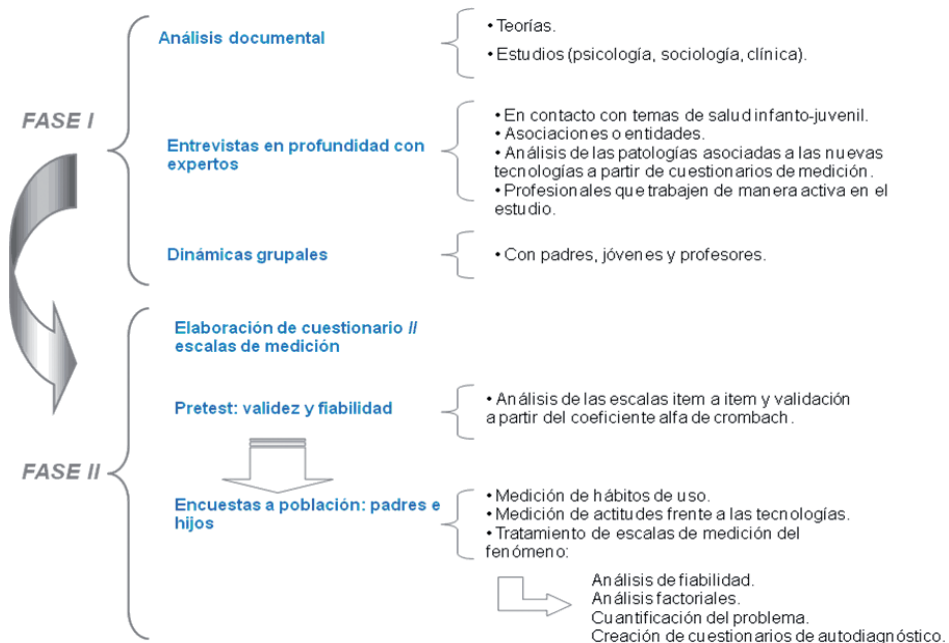 FASE I
Análisis documental
• Teorías.
• Estudios (psicología, sociología, clínica).
Entrevistas en profundidad con
expertos
• En contacto con temas de salud infanto-juvenil.
• Asociaciones o entidades.
• Análisis de las patologías asociadas a las nuevas
tecnologías a partir de cuestionarios de medición.
• Profesionales que trabajen de manera activa en el
estudio.
Dinámicas grupales
• Con padres, jóvenes y profesores.
FASE II
Elaboración de cuestionario //
escalas de medición
Pretest: validez y fiabilidad
• Análisis de las escalas item a item y validación
a partir del coeficiente alfa de crombach.
Encuestas a población: padres e
hijos
• Medición de hábitos de uso.
• Medición de actitudes frente a las tecnologías.
• Tratamiento de escalas de medición del
fenómeno:
Análisis de fiabilidad.
Análisis factoriales.
Cuantificación del problema.
Creación de cuestionarios de autodiagnóstico.